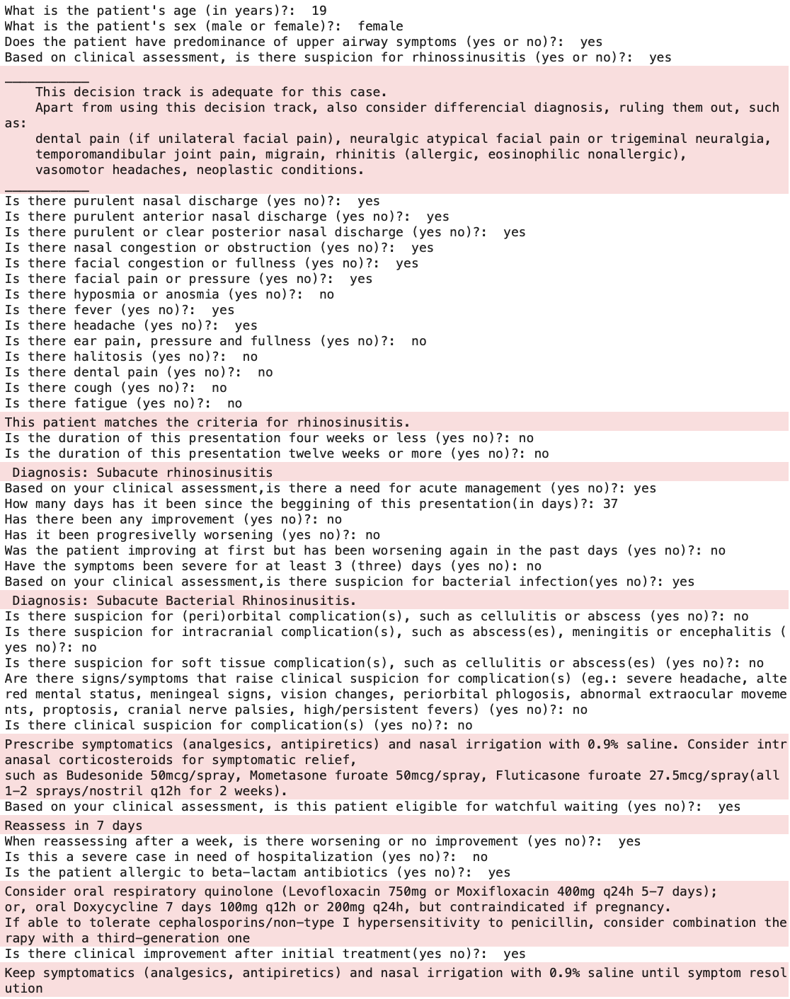 What is the patient's age (in years)?:  19
What is the patient's sex (male or female)?:  female
Does the patient have predominance of upper airway symptoms (yes or no)?:  yes
Based on clinical assessment, is there suspicion for rhinossinusitis (yes or no)?:  yes
___________
    This decision track is adequate for this case.
    Apart from using this decision track, also consider differencial diagnosis, ruling them out, such
as:
    dental pain (if unilateral facial pain), neuralgic atypical facial pain or trigeminal neuralgia,
    temporomandibular joint pain, migrain, rhinitis (allergic, eosinophilic nonallergic),
    vasomotor headaches, neoplastic conditions.
___________
Is there purulent nasal discharge (yes no)?:  yes
Is there purulent anterior nasal discharge (yes no)?:  yes
Is there purulent or clear posterior nasal discharge (yes no)?:  yes
Is there nasal congestion or obstruction (yes no)?:  yes
Is there facial congestion or fullness (yes no)?:  yes
Is there facial pain or pressure (yes no)?:  yes
Is there hyposmia or anosmia (yes no)?:  no
Is there fever (yes no)?:  yes
Is there headache (yes no)?:  yes
Is there ear pain, pressure and fullness (yes no)?:  no
Is there halitosis (yes no)?:  no
Is there dental pain (yes no)?:  no
Is there cough (yes no)?:  no
Is there fatigue (yes no)?:  no
This patient matches the criteria for rhinosinusitis.
Is the duration of this presentation four weeks or less (yes no)?: no
Is the duration of this presentation twelve weeks or more (yes no)?: no
 Diagnosis: Subacute rhinosinusitis
Based on your clinical assessment,is there a need for acute management (yes no)?: yes
How many days has it been since the beggining of this presentation(in days)?: 37
Has there been any improvement (yes no)?: no
Has it been progresivelly worsening (yes no)?: no
Was the patient improving at first but has been worsening again in the past days (yes no)?: no
Have the symptoms been severe for at least 3 (three) days (yes no): no
Based on your clinical assessment,is there suspicion for bacterial infection(yes no)?: yes
 Diagnosis: Subacute Bacterial Rhinosinusitis.
Is there suspicion for (peri)orbital complication(s), such as cellulitis or abscess (yes no)?: no
Is there suspicion for intracranial complication(s), such as abscess(es), meningitis or encephalitis (
yes no)?: no
Is there suspicion for soft tissue complication(s), such as cellulitis or abscess(es) (yes no)?: no
Are there signs/symptoms that raise clinical suspicion for complication(s) (eg.: severe headache, alte
red mental status, meningeal signs, vision changes, periorbital phlogosis, abnormal extraocular moveme
nts, proptosis, cranial nerve palsies, high/persistent fevers) (yes no)?: no
Is there clinical suspicion for complication(s) (yes no)?: no
Prescribe symptomatics (analgesics, antipiretics) and nasal irrigation with 0.9% saline. Consider intr
anasal corticosteroids for symptomatic relief,
such as Budesonide 50mcg/spray, Mometasone furoate 50mcg/spray, Fluticasone furoate 27.5mcg/spray(all
1-2 sprays/nostril q12h for 2 weeks).
Based on your clinical assessment, is this patient eligible for watchful waiting (yes no)?:  yes
Reassess in 7 days
When reassessing after a week, is there worsening or no improvement (yes no)?:  yes
Is this a severe case in need of hospitalization (yes no)?:  no
Is the patient allergic to beta-lactam antibiotics (yes no)?:  yes
Consider oral respiratory quinolone (Levofloxacin 750mg or Moxifloxacin 400mg q24h 5-7 days);
or, oral Doxycycline 7 days 100mg q12h or 200mg q24h, but contraindicated if pregnancy.
If able to tolerate cephalosporins/non-type I hypersensitivity to penicillin, consider combination the
rapy with a third-generation one
Is there clinical improvement after initial treatment(yes no)?:  yes
Keep symptomatics (analgesics, antipiretics) and nasal irrigation with 0.9% saline until symptom resol
ution